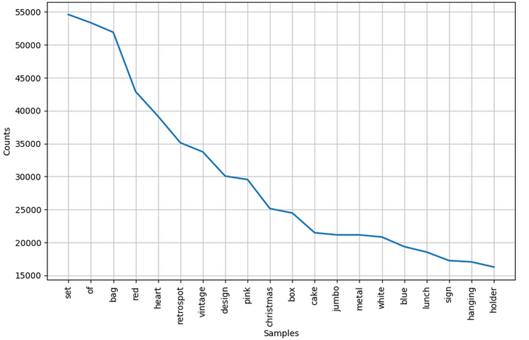 55000
50000
45000
40000
35000
30000
25000
20000
15000
Counts
set
of
bag
red
heart
retrospot
vintage
design
pink
christmas
box
cake
jumbo
metal
white
blue
lunch
sign
hanging
holder
Samples